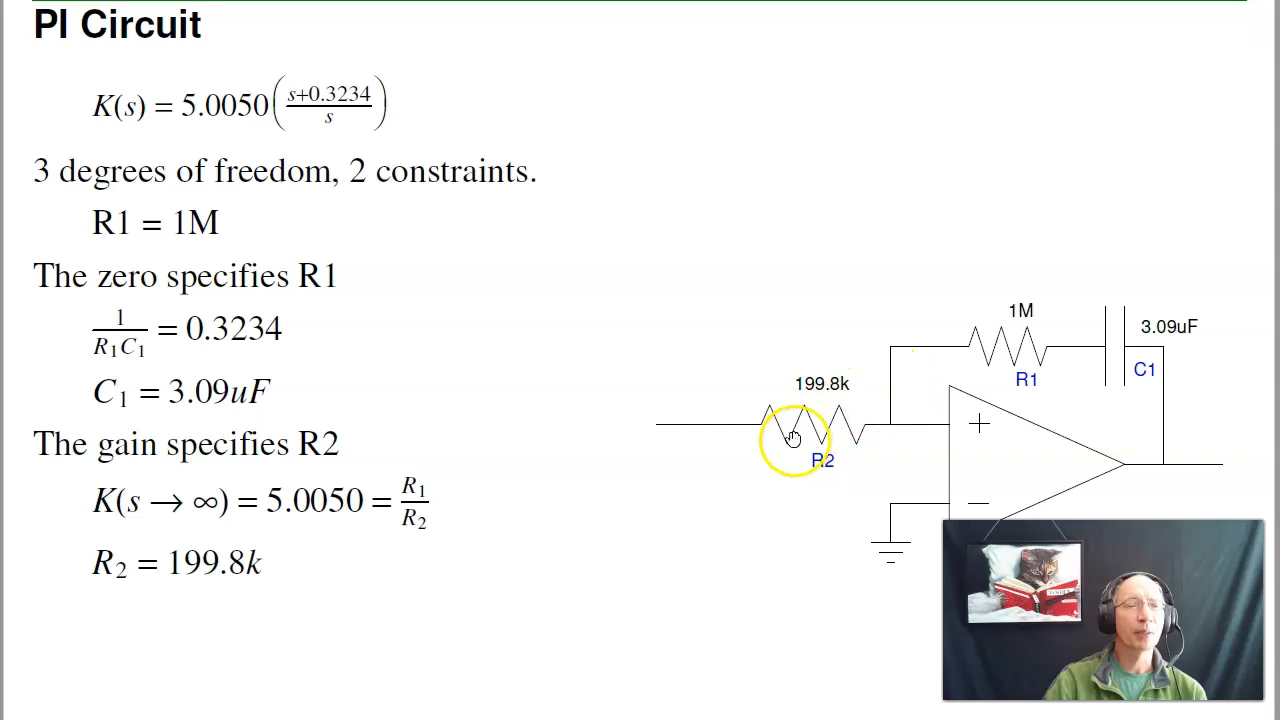 PI Circuit
K(s) = 5.0050 ( (s+0.3234) / s )
3 degrees of freedom, 2 constraints.
R1 = 1M
The zero specifies R1
1 / (R₁C₁) = 0.3234
C₁ = 3.09uF
The gain specifies R2
K(s → ∞) = 5.0050 = R₁ / R₂
R₂ = 199.8k
1M
3.09uF
R1
C1
199.8k
R2
+
−